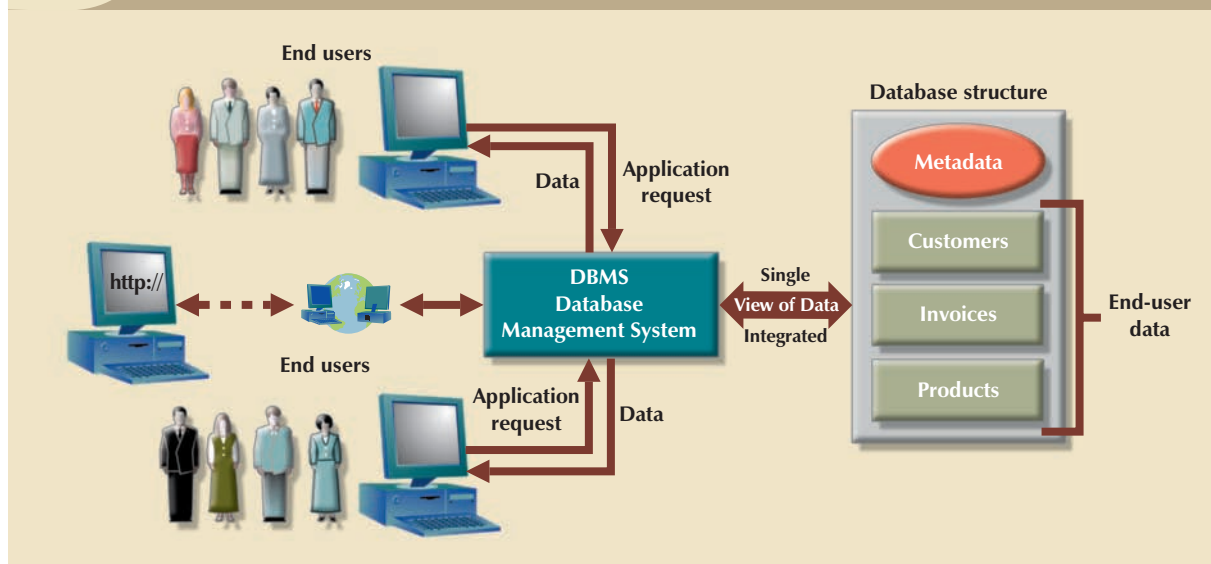 End users
Data
Application
request
http://
End users
DBMS
Database
Management System
Application
request
Data
Single
View of Data
Integrated
Database structure
Metadata
Customers
Invoices
Products
End-user
data